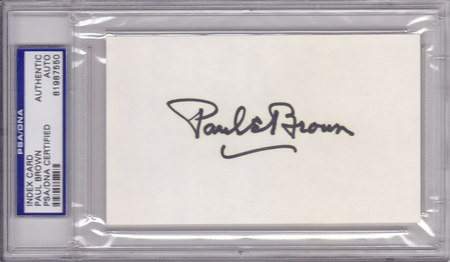 PSA/DNA
INDEX CARD
PAUL BROWN
PSA/DNA CERTIFIED
AUTHENTIC
AUTO
81987550
Paul E Brown